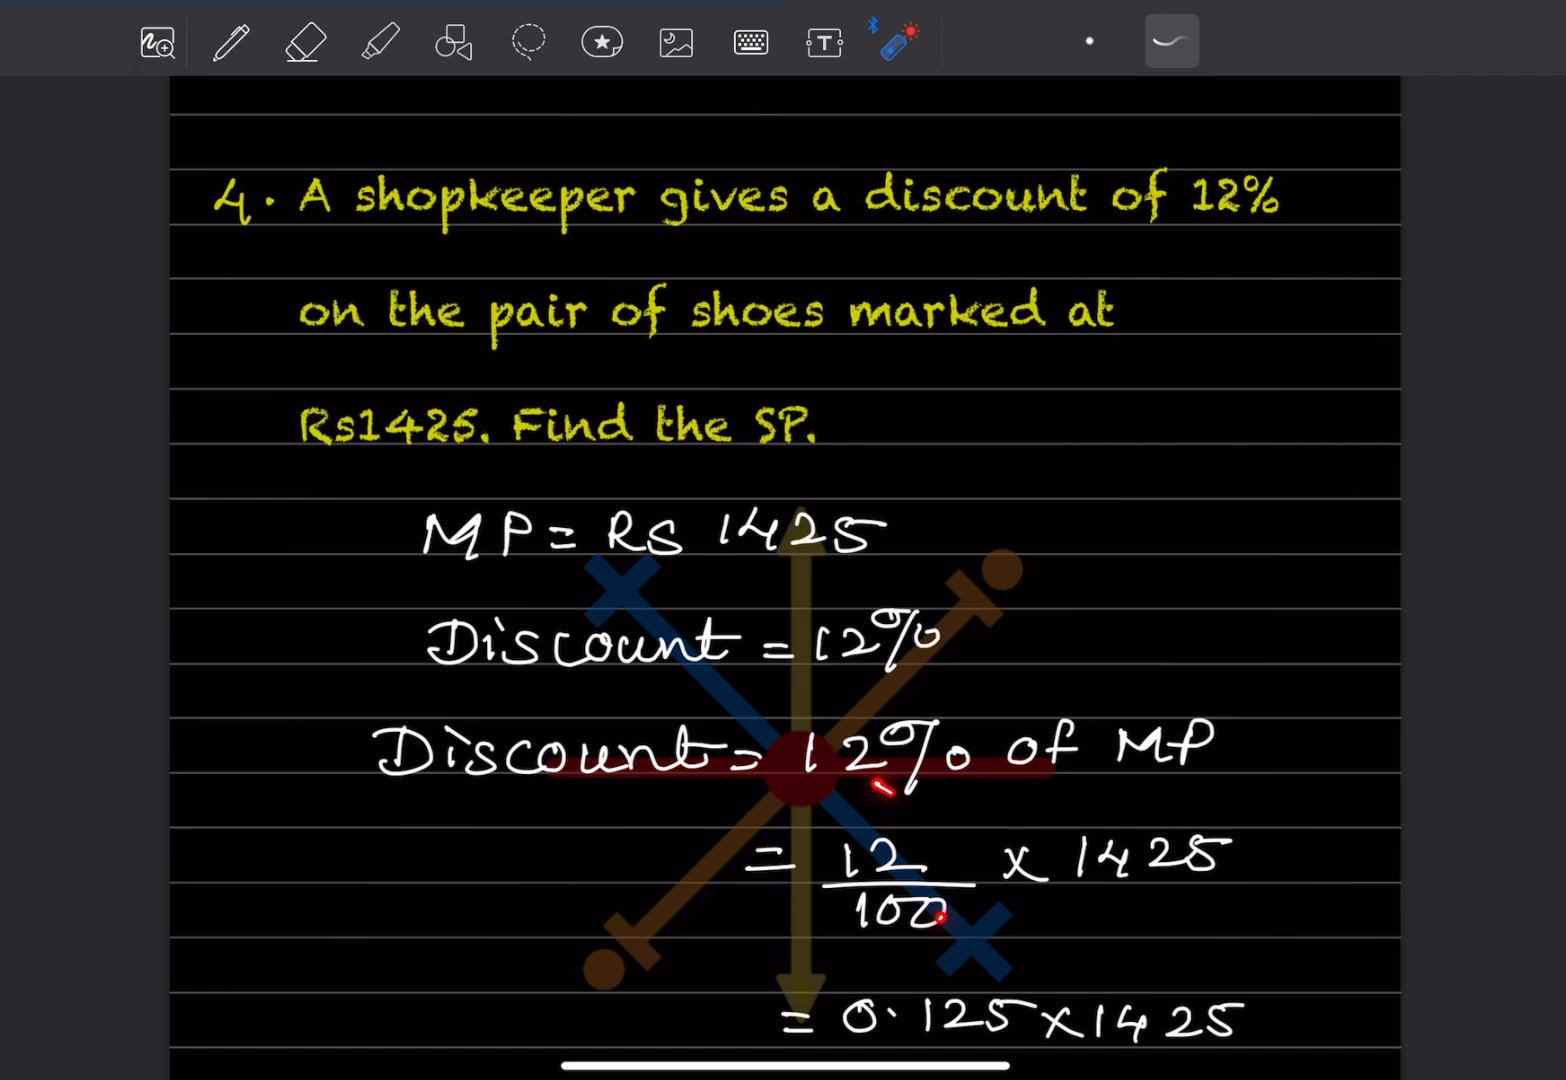 4. A shopkeeper gives a discount of 12%
on the pair of shoes marked at
Rs1425. Find the SP.
MP = RS 1425
Discount = 12%
Discount = 12% of MP
= 12/100 x 1425
= 0.125 x 1425